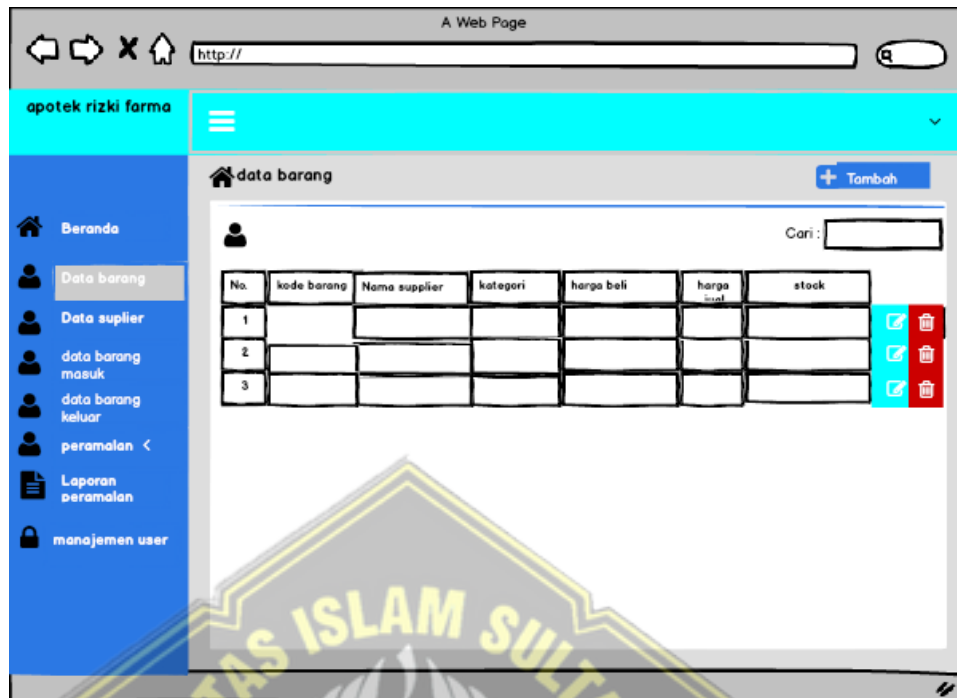 A Web Page
http://
apotek rizki farma
data barang
Tambah
Beranda
Data barang
Data suplier
data barang
masuk
data barang
keluar
peramalan <
Laporan
peramalan
manajemen user
Cari :
No. kode barang Nama supplier kategori harga beli harga jual stock
1
2
3
ISLAM SUL